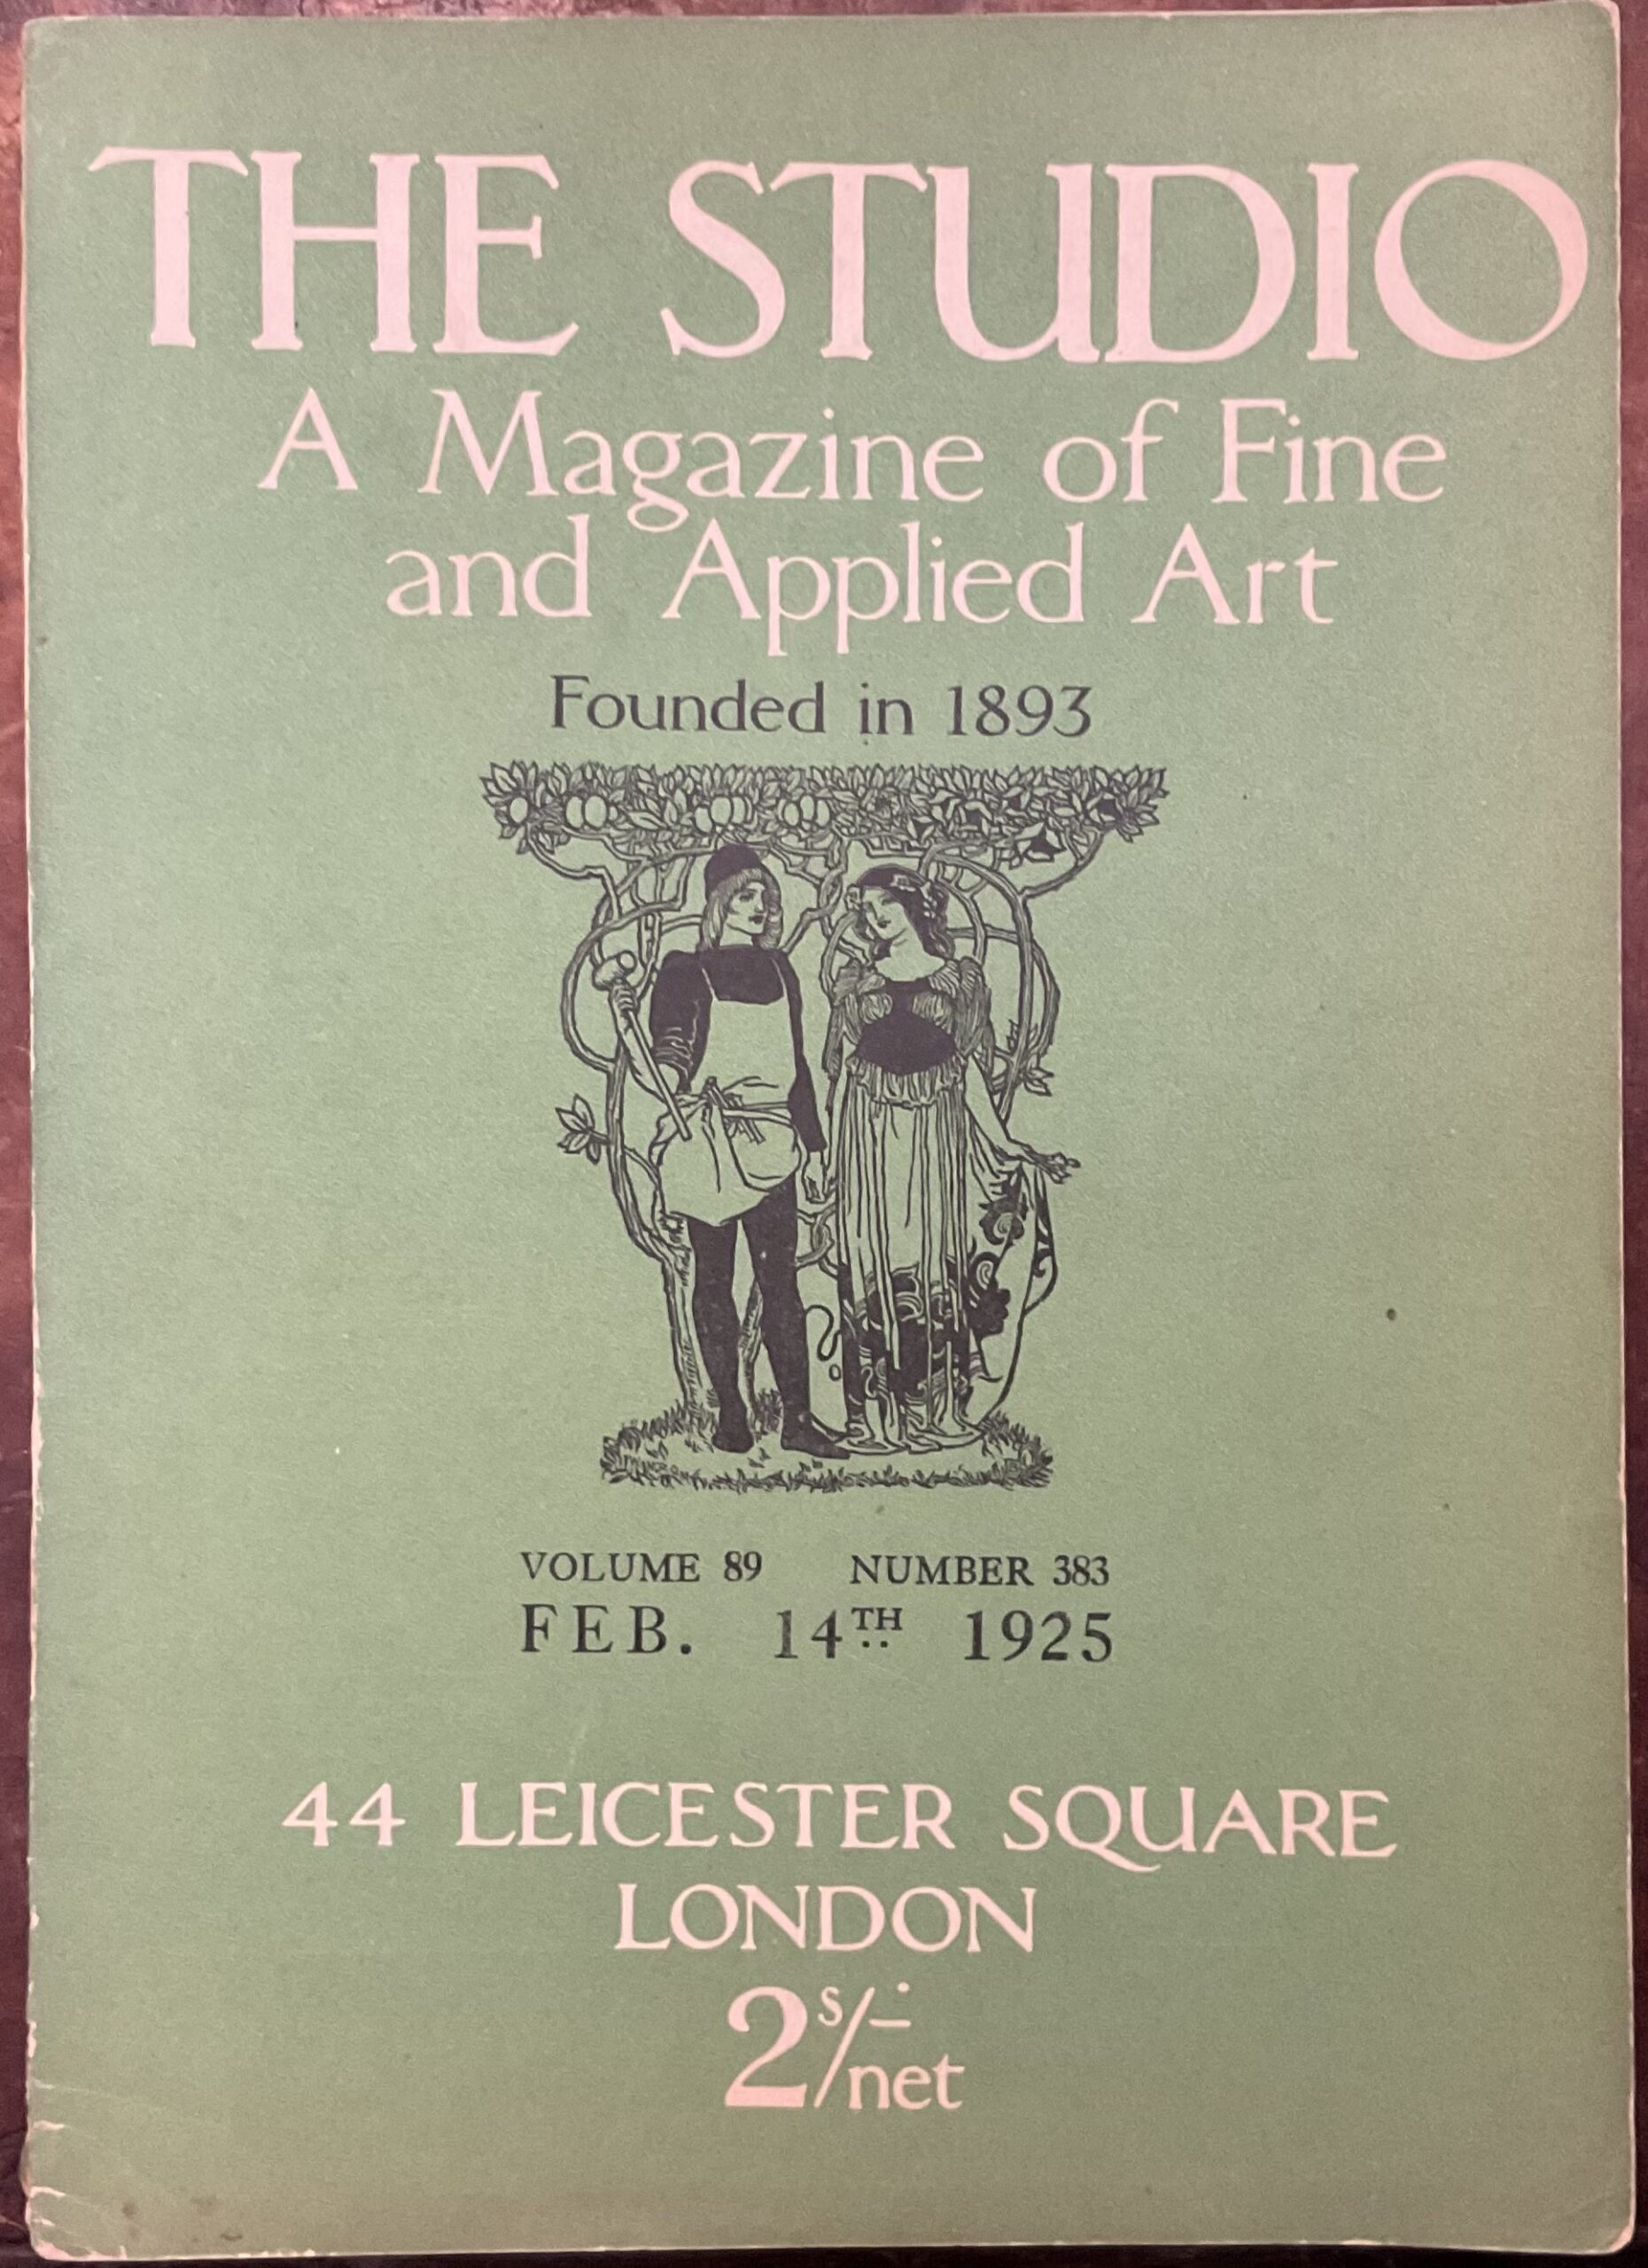 THE STUDIO
A Magazine of Fine
and Applied Art
Founded in 1893
VOLUME 89 NUMBER 383
FEB. 14TH 1925
44 LEICESTER SQUARE
LONDON
2s/-
net